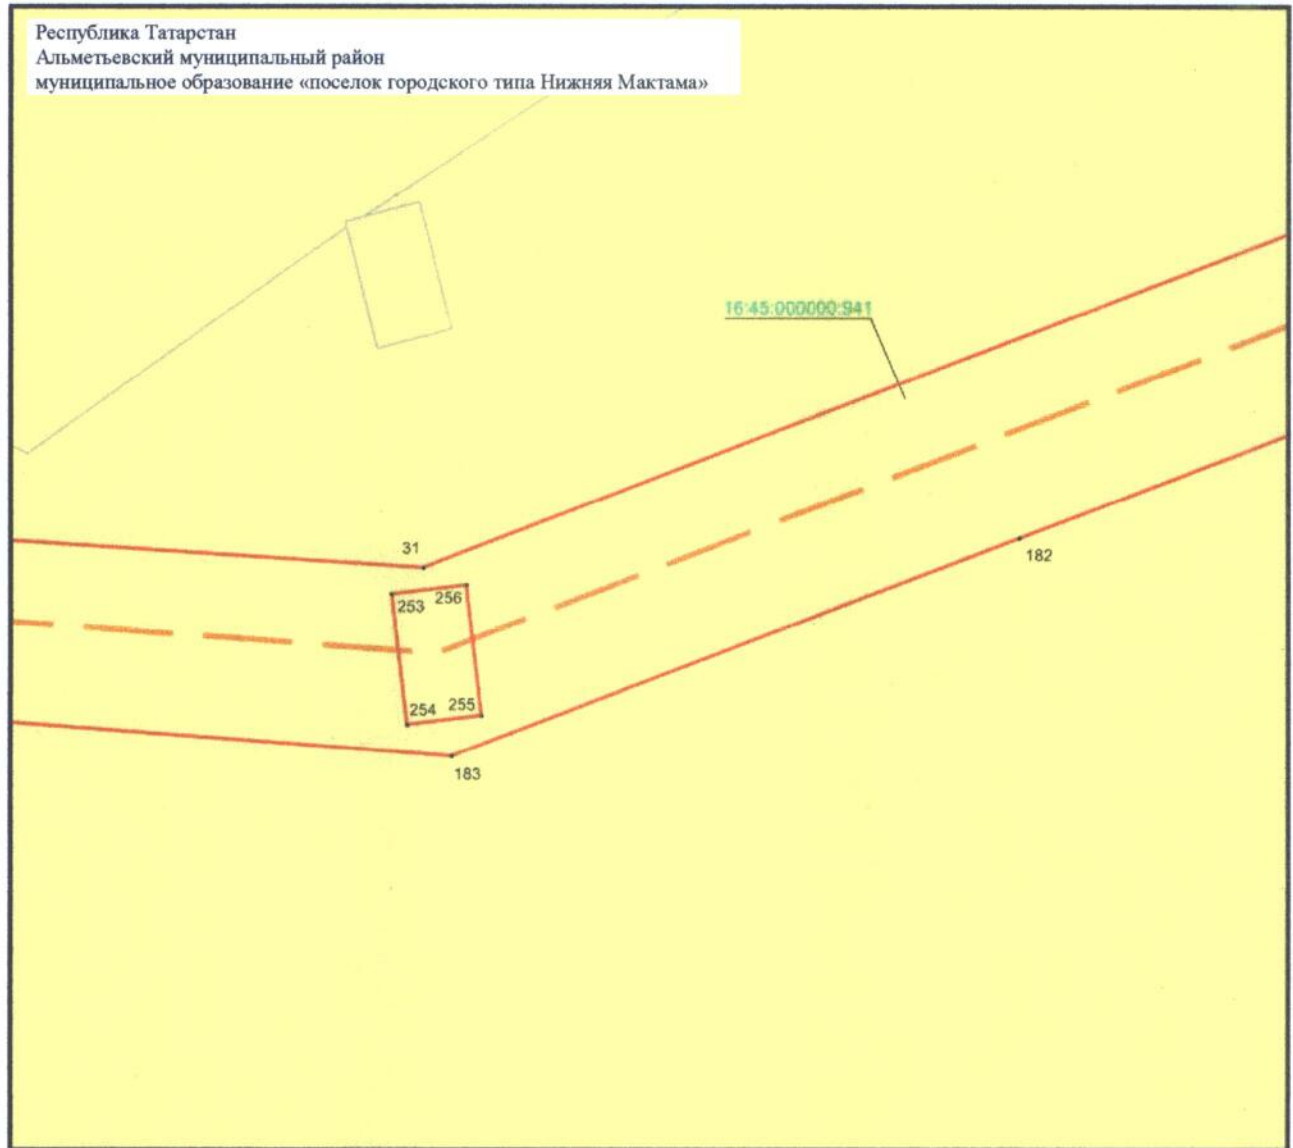 Республика Татарстан
Альметьевский муниципальный район
муниципальное образование «поселок городского типа Нижняя Мактама»
16:45:000000:941
31
182
253
256
254
255
183